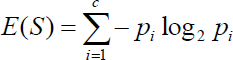 E(S) = ∑_{i=1}^{c} − p_i log_2 p_i